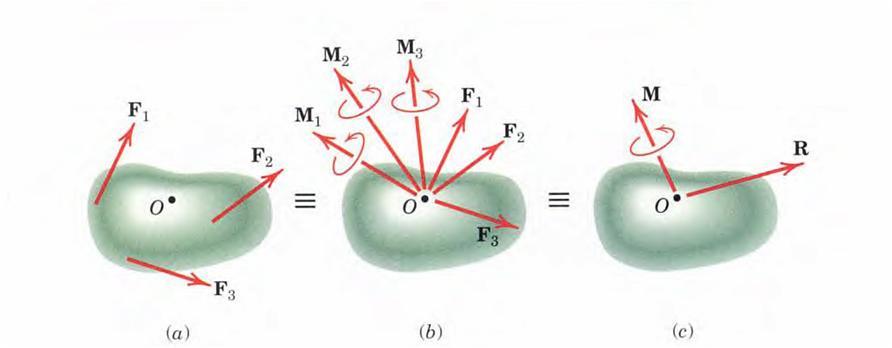 F₁
F₂
F₃
O
(a)
≡
M₁
M₂
M₃
F₁
F₂
F₃
O
(b)
≡
M
R
O
(c)